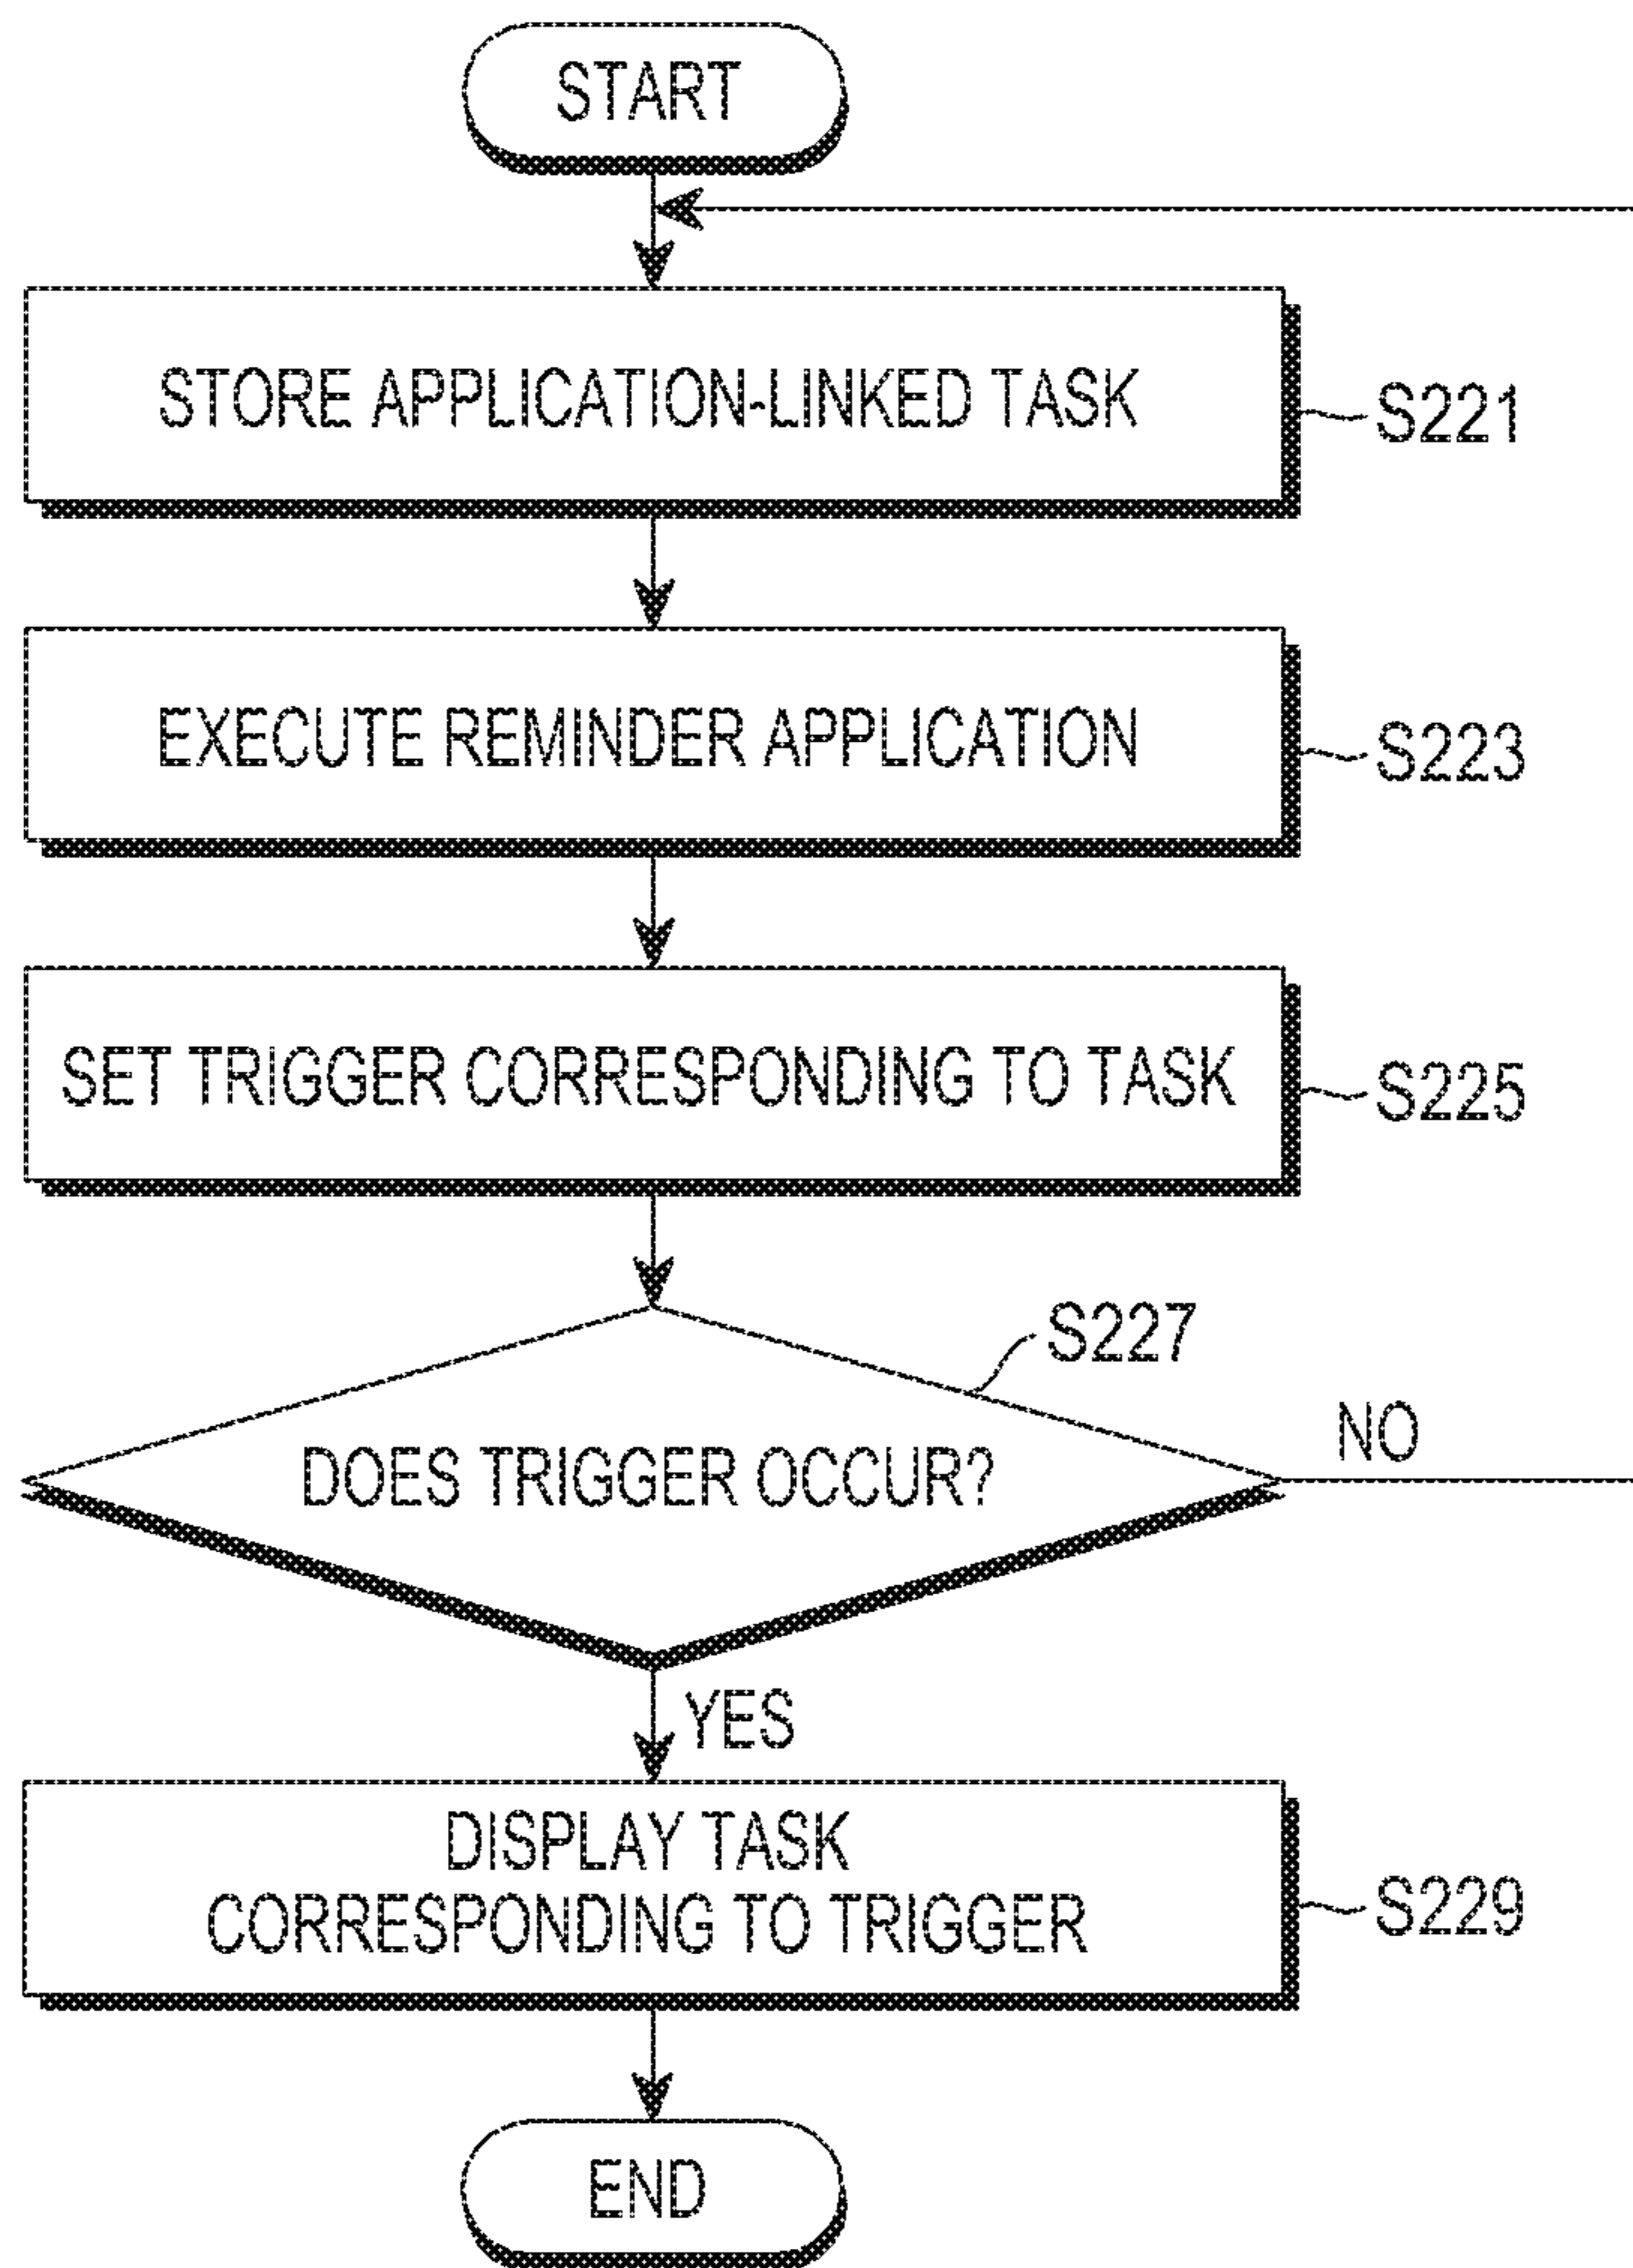 START
STORE APPLICATION-LINKED TASK
S221
EXECUTE REMINDER APPLICATION
S223
SET TRIGGER CORRESPONDING TO TASK
S225
S227
DOES TRIGGER OCCUR?
NO
YES
DISPLAY TASK
CORRESPONDING TO TRIGGER
S229
END